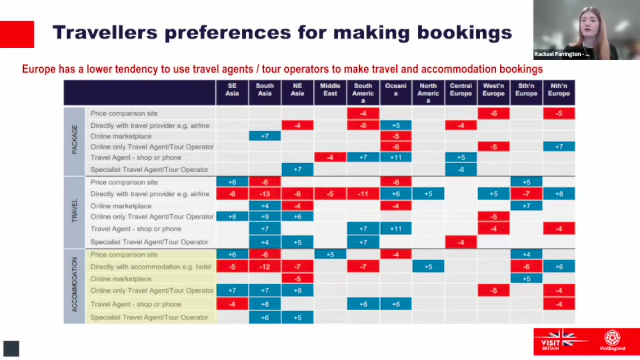 Travellers preferences for making bookings
Rachael Farrington -
Europe has a lower tendency to use travel agents / tour operators to make travel and accommodation bookings
SE Asia South Asia NE Asia Middle East South America Oceania North America Central Europe West'n Europe Sth'n Europe Nth'n Europe
PACKAGE
Price comparison site -4 -6 -5
Directly with travel provider e.g. airline -4 -6 +5 -4
Online marketplace +7 -5
Online only Travel Agent/Tour Operator -6 -5 +7
Travel Agent - shop or phone -4 +7 +11 +5
Specialist Travel Agent/Tour Operator +7 -6
TRAVEL
Price comparison site +6 -6 -6 +5
Directly with travel provider e.g. airline -6 -13 -6 -5 -11 +6 +5 +5 -7 +8
Online marketplace +4 -4 -4 +7
Online only Travel Agent/Tour Operator +8 +9 +6 -5
Travel Agent - shop or phone +7 +7 +11 -4 -4
Specialist Travel Agent/Tour Operator +4 +5 +7 -4
ACCOMMODATION
Price comparison site +6 -6 +5 -4 +4
Directly with accommodation e.g. hotel -5 -12 -7 -7 +5 -6 +6
Online marketplace -5 +5
Online only Travel Agent/Tour Operator +7 +7 +8 -5 -4
Travel Agent - shop or phone -4 +8 +8 +6 -4
Specialist Travel Agent/Tour Operator +6 +5
VISIT
BRITAIN
VisitEngland